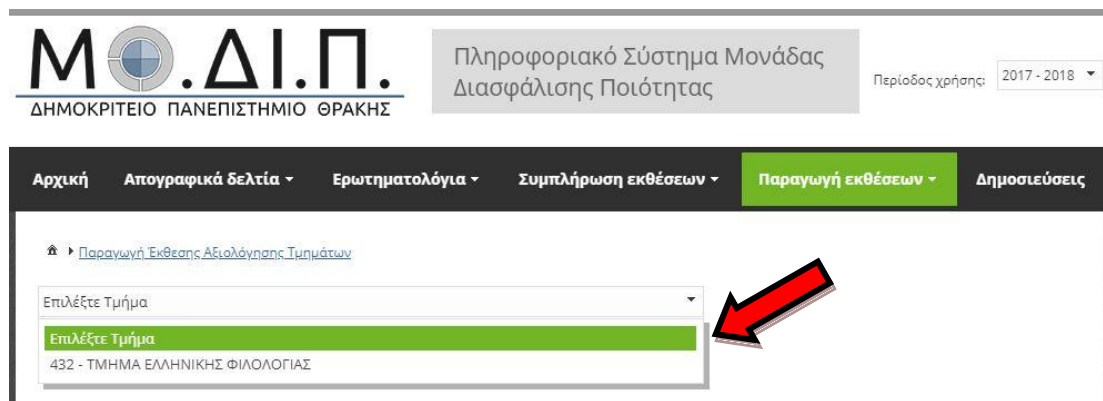 ΜΟ.ΔΙ.Π.
ΔΗΜΟΚΡΙΤΕΙΟ ΠΑΝΕΠΙΣΤΗΜΙΟ ΘΡΑΚΗΣ
Πληροφοριακό Σύστημα Μονάδας
Διασφάλισης Ποιότητας
Περίοδος χρήσης: 2017 - 2018
Αρχική Απογραφικά δελτία Ερωτηματολόγια Συμπλήρωση εκθέσεων Παραγωγή εκθέσεων Δημοσιεύσεις
Παραγωγή Έκθεσης Αξιολόγησης Τμημάτων
Επιλέξτε Τμήμα
Επιλέξτε Τμήμα
432 - ΤΜΗΜΑ ΕΛΛΗΝΙΚΗΣ ΦΙΛΟΛΟΓΙΑΣ